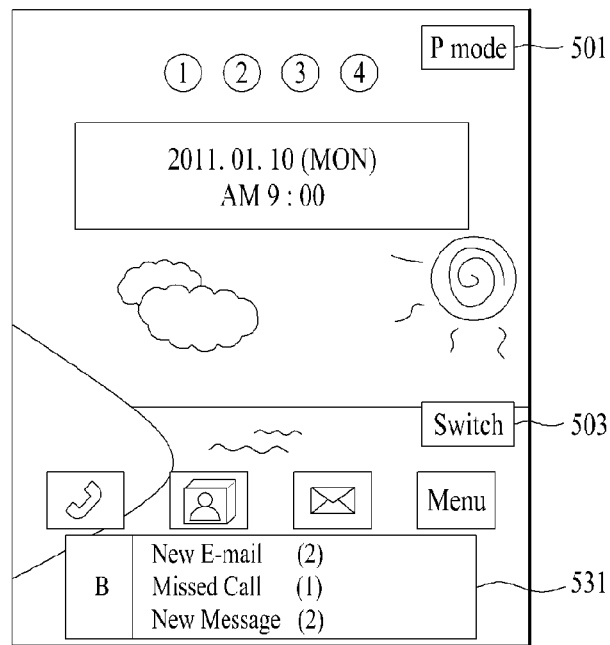 P mode
501
1 2 3 4
2011. 01. 10 (MON)
AM 9 : 00
Switch
503
Menu
B
New E-mail (2)
Missed Call (1)
New Message (2)
531